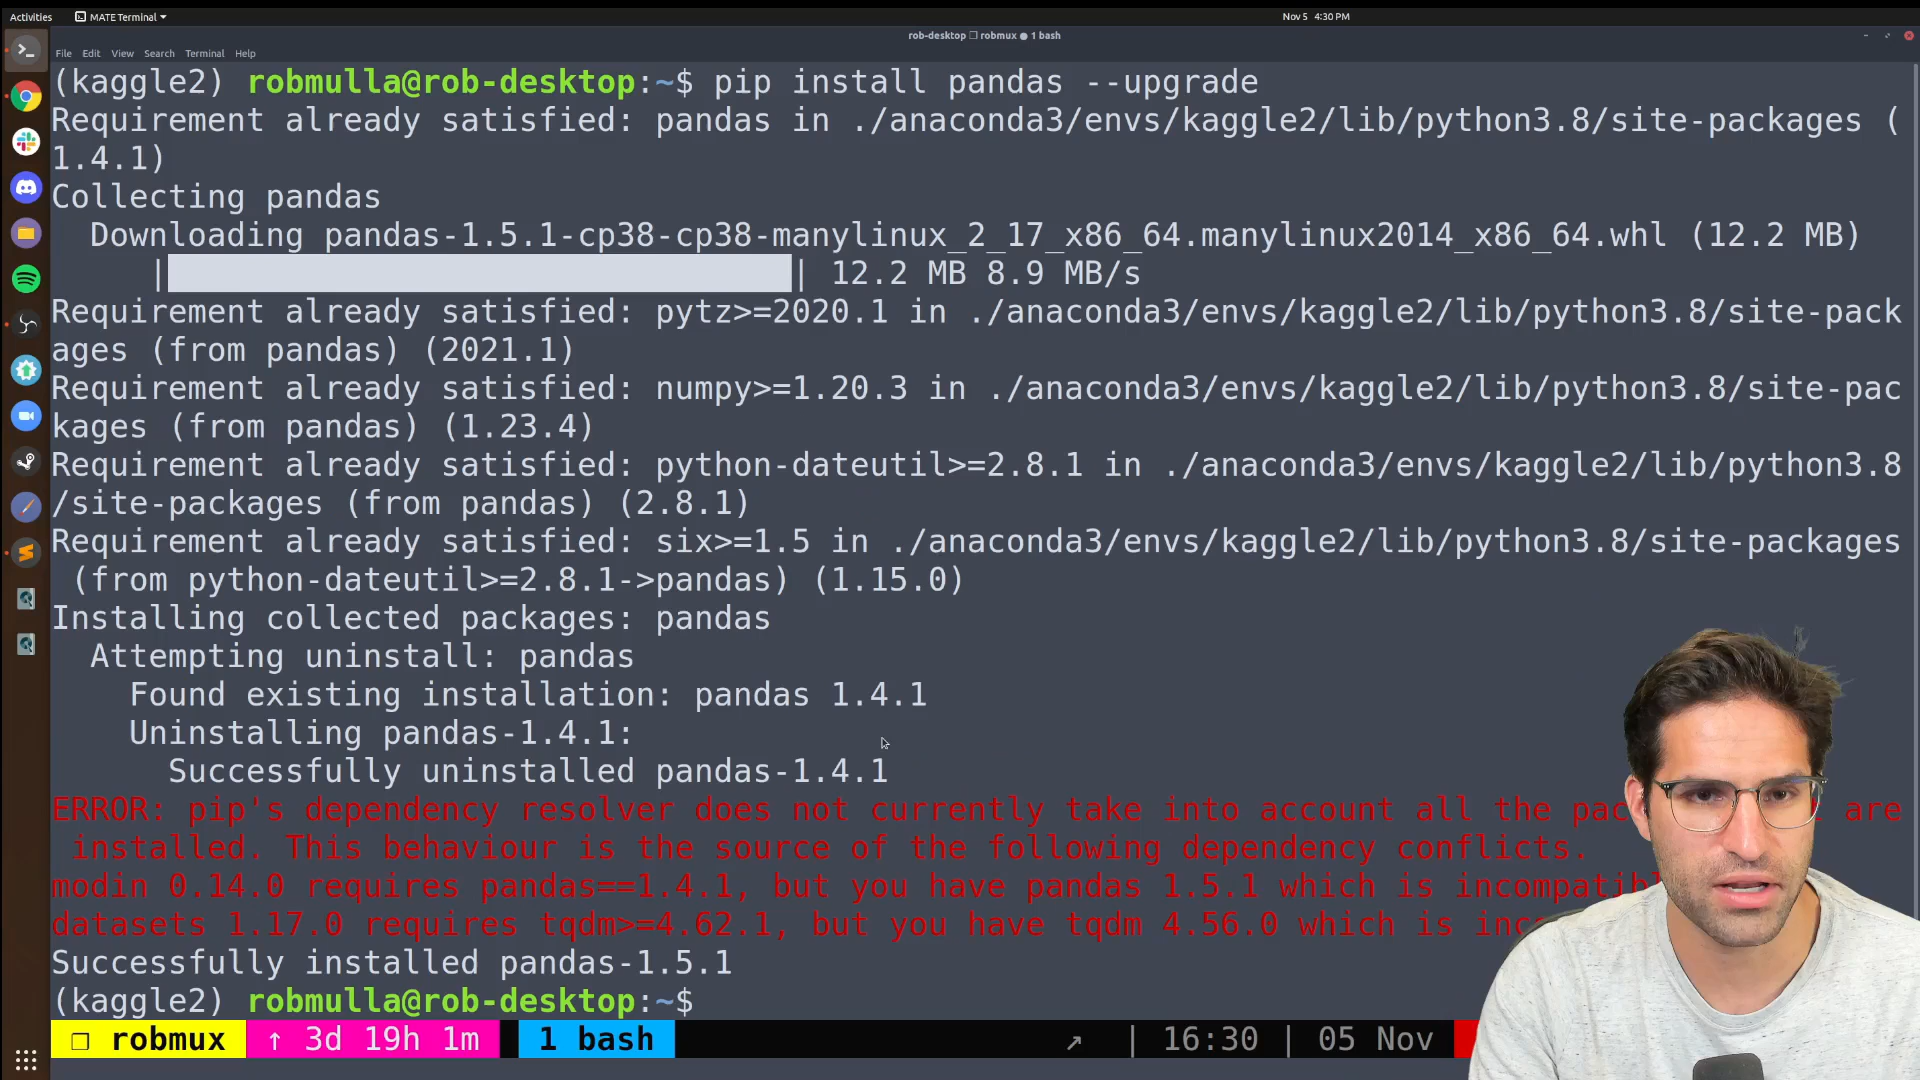 Activities MATE Terminal Nov 5 4:30 PM
rob-desktop ❐ robmux ● 1 bash
File Edit View Search Terminal Help
(kaggle2) robmulla@rob-desktop:~$ pip install pandas --upgrade
Requirement already satisfied: pandas in ./anaconda3/envs/kaggle2/lib/python3.8/site-packages (
1.4.1)
Collecting pandas
Downloading pandas-1.5.1-cp38-cp38-manylinux_2_17_x86_64.manylinux2014_x86_64.whl (12.2 MB)
| | 12.2 MB 8.9 MB/s
Requirement already satisfied: pytz>=2020.1 in ./anaconda3/envs/kaggle2/lib/python3.8/site-pack
ages (from pandas) (2021.1)
Requirement already satisfied: numpy>=1.20.3 in ./anaconda3/envs/kaggle2/lib/python3.8/site-pac
kages (from pandas) (1.23.4)
Requirement already satisfied: python-dateutil>=2.8.1 in ./anaconda3/envs/kaggle2/lib/python3.8
/site-packages (from pandas) (2.8.1)
Requirement already satisfied: six>=1.5 in ./anaconda3/envs/kaggle2/lib/python3.8/site-packages
(from python-dateutil>=2.8.1->pandas) (1.15.0)
Installing collected packages: pandas
Attempting uninstall: pandas
Found existing installation: pandas 1.4.1
Uninstalling pandas-1.4.1:
Successfully uninstalled pandas-1.4.1
ERROR: pip's dependency resolver does not currently take into account all the are
installed. This behaviour is the source of the following dependency conflicts.
modin 0.14.0 requires pandas==1.4.1, but you have pandas 1.5.1 which is
datasets 1.17.0 requires tqdm>=4.62.1, but you have tqdm 4.56.0 which is
Successfully installed pandas-1.5.1
(kaggle2) robmulla@rob-desktop:~$
❐ robmux ↑ 3d 19h 1m 1 bash ↗ | 16:30 | 05 Nov